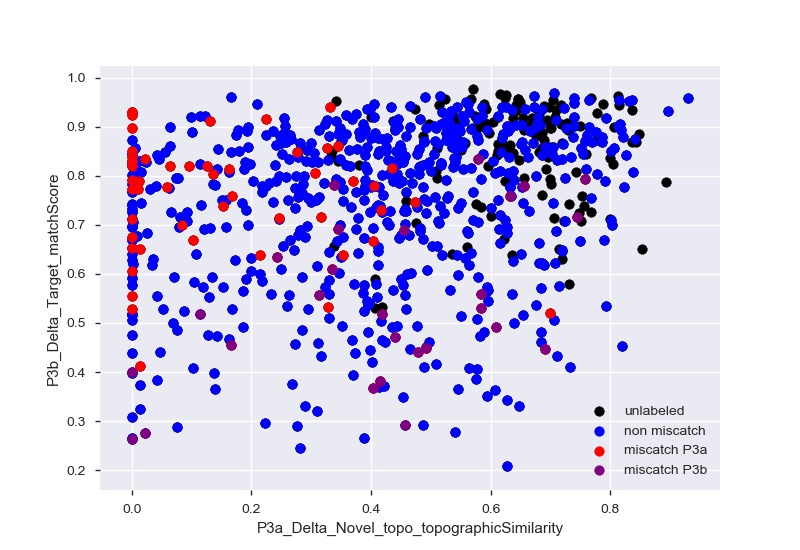 1.0
0.9
0.8
0.7
0.6
0.5
0.4
0.3
0.2
P3b_Delta_Target_matchScore
unlabeled
non miscatch
miscatch P3a
miscatch P3b
0.0 0.2 0.4 0.6 0.8
P3a_Delta_Novel_topo_topographicSimilarity